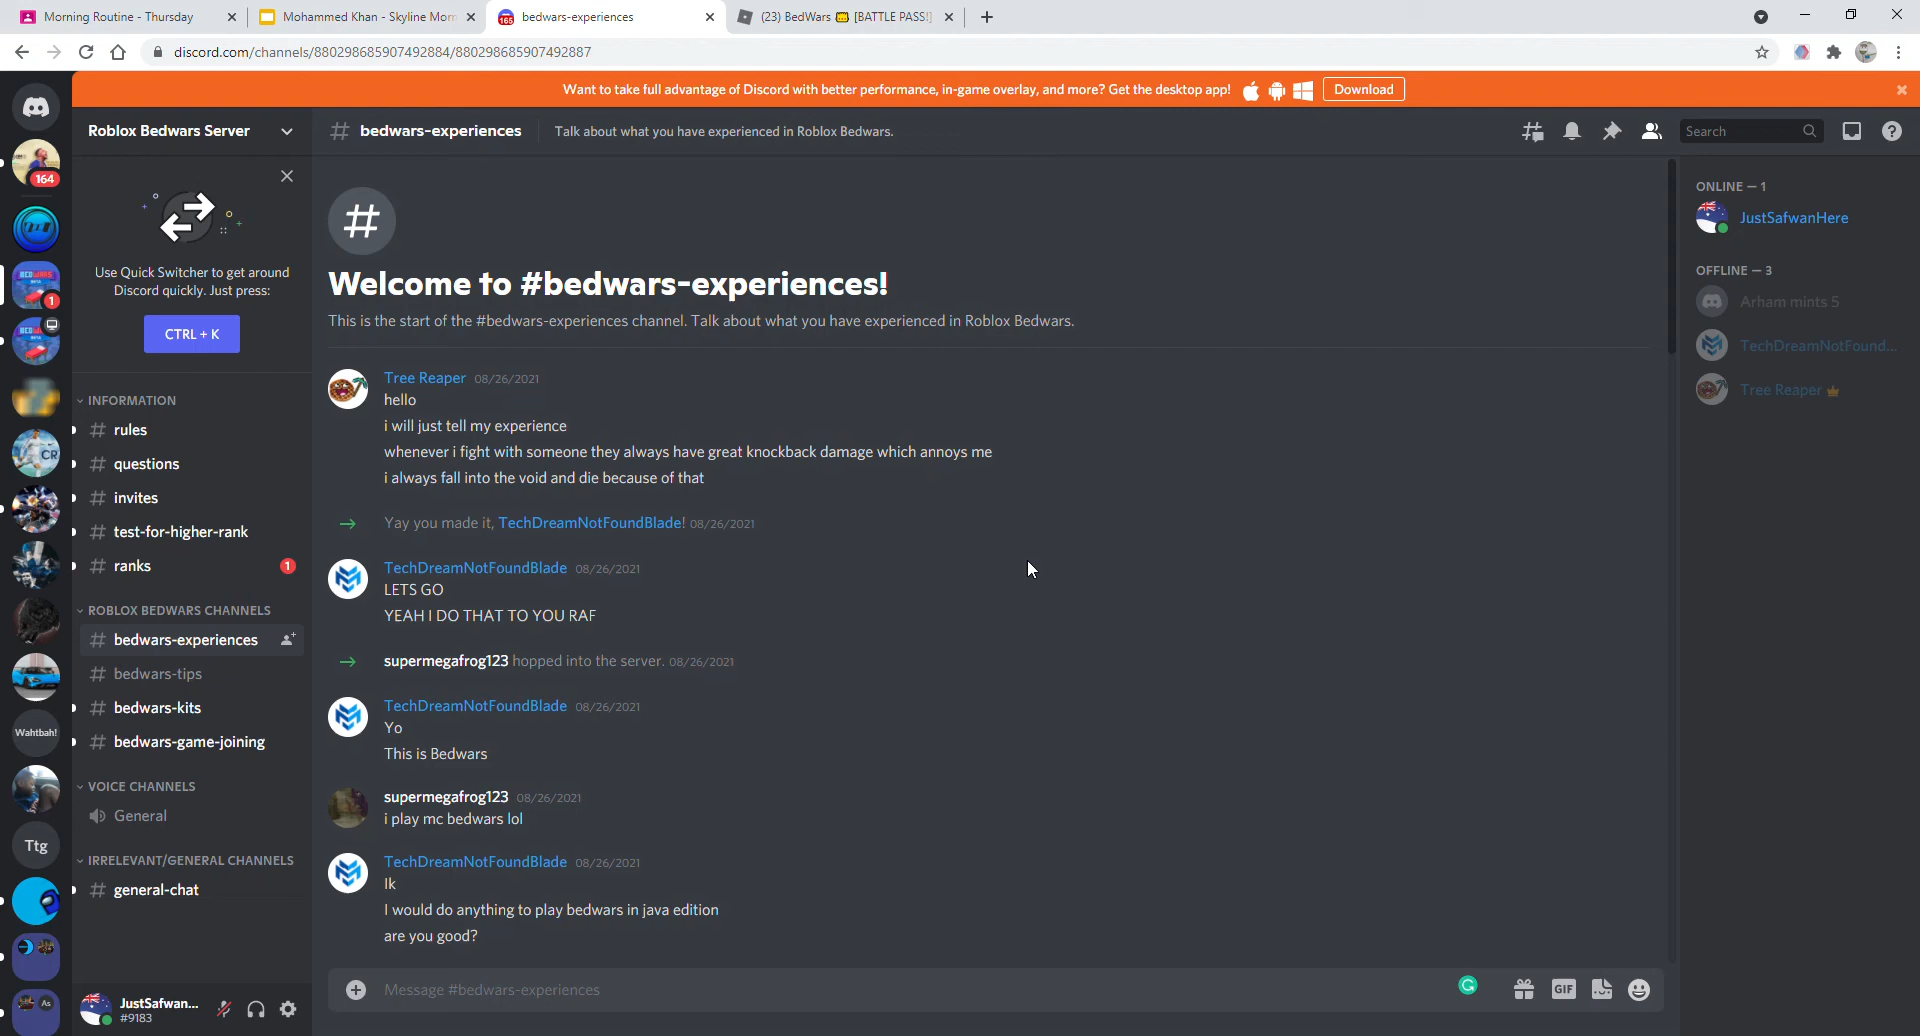 Morning Routine - Thursday
Mohammed Khan - Skyline Morn
165
bedwars-experiences
(23) BedWars [BATTLE PASS!]
discord.com/channels/880298685907492884/880298685907492887
Want to take full advantage of Discord with better performance, in-game overlay, and more? Get the desktop app!
Download
Roblox Bedwars Server
# bedwars-experiences
Talk about what you have experienced in Roblox Bedwars.
Search
164
1
CR
Wahtbah!
Ttg
As
Use Quick Switcher to get around
Discord quickly. Just press:
CTRL + K
INFORMATION
# rules
# questions
# invites
# test-for-higher-rank
# ranks
1
ROBLOX BEDWARS CHANNELS
# bedwars-experiences
# bedwars-tips
# bedwars-kits
# bedwars-game-joining
VOICE CHANNELS
General
IRRELEVANT/GENERAL CHANNELS
# general-chat
JustSafwan...
#9183
#
Welcome to #bedwars-experiences!
This is the start of the #bedwars-experiences channel. Talk about what you have experienced in Roblox Bedwars.
Tree Reaper 08/26/2021
hello
i will just tell my experience
whenever i fight with someone they always have great knockback damage which annoys me
i always fall into the void and die because of that
Yay you made it, TechDreamNotFoundBlade! 08/26/2021
TechDreamNotFoundBlade 08/26/2021
LETS GO
YEAH I DO THAT TO YOU RAF
supermegafrog123 hopped into the server. 08/26/2021
TechDreamNotFoundBlade 08/26/2021
Yo
This is Bedwars
supermegafrog123 08/26/2021
i play mc bedwars lol
TechDreamNotFoundBlade 08/26/2021
Ik
I would do anything to play bedwars in java edition
are you good?
Message #bedwars-experiences
GIF
ONLINE — 1
JustSafwanHere
OFFLINE — 3
Arham mints 5
TechDreamNotFound...
Tree Reaper